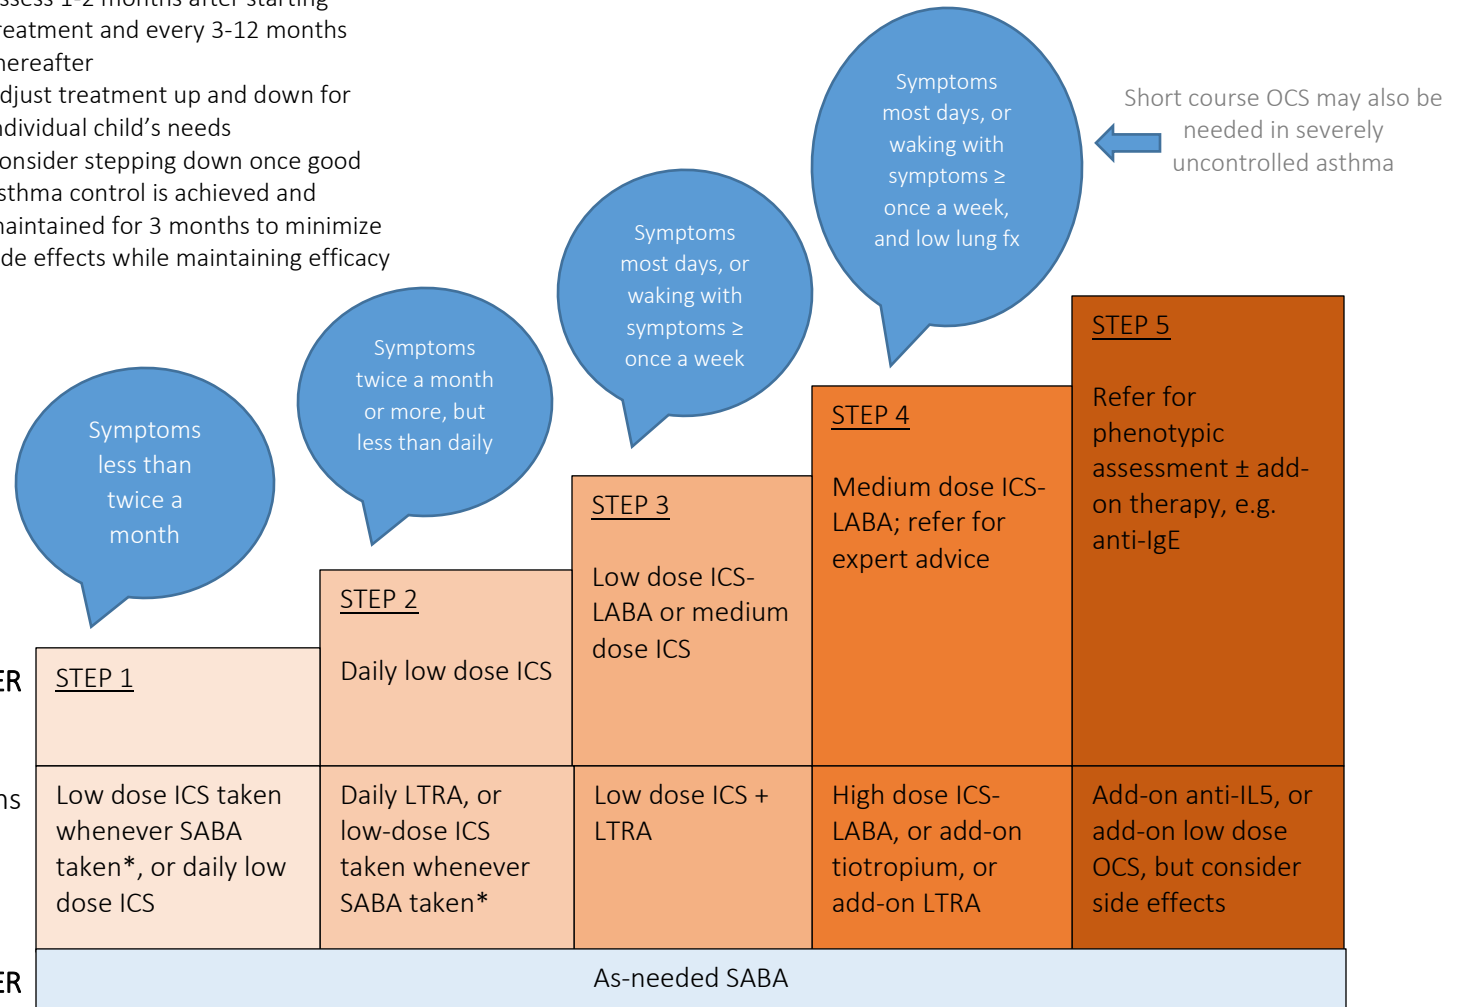 ssess 1-2 months after starting
reatment and every 3-12 months
hereafter
djust treatment up and down for
ndividual child's needs
onsider stepping down once good
sthma control is achieved and
maintained for 3 months to minimize
ide effects while maintaining efficacy
Symptoms
less than
twice a
month
Symptoms
twice a month
or more, but
less than daily
Symptoms
most days, or
waking with
symptoms ≥
once a week
Symptoms
most days, or
waking with
symptoms ≥
once a week,
and low lung fx
Short course OCS may also be
needed in severely
uncontrolled asthma
ER
STEP 1
STEP 2
Daily low dose ICS
STEP 3
Low dose ICS-
LABA or medium
dose ICS
STEP 4
Medium dose ICS-
LABA; refer for
expert advice
STEP 5
Refer for
phenotypic
assessment ± add-
on therapy, e.g.
anti-IgE
ns
Low dose ICS taken
whenever SABA
taken*, or daily low
dose ICS
Daily LTRA, or
low-dose ICS
taken whenever
SABA taken*
Low dose ICS +
LTRA
High dose ICS-
LABA, or add-on
tiotropium, or
add-on LTRA
Add-on anti-IL5, or
add-on low dose
OCS, but consider
side effects
ER
As-needed SABA